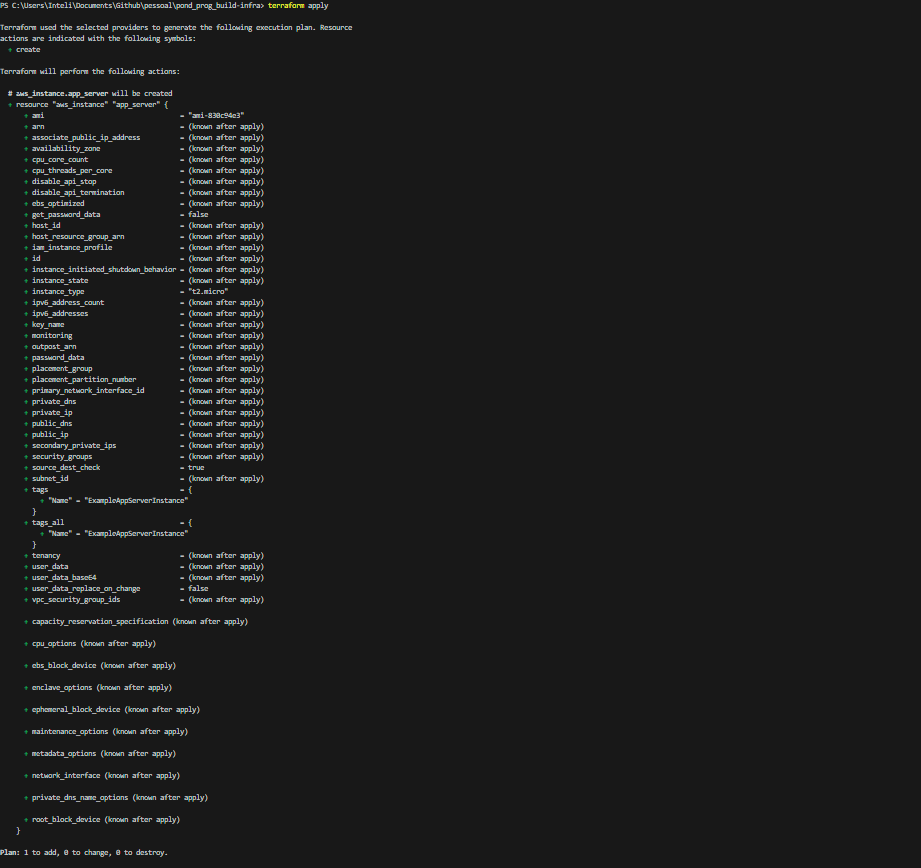 PS C:\Users\Inteli\Documents\Github\pessoal\pond_prog_build-infra> terraform apply
Terraform used the selected providers to generate the following execution plan. Resource
actions are indicated with the following symbols:
+ create
Terraform will perform the following actions:
# aws_instance.app_server will be created
+ resource "aws_instance" "app_server" {
+ ami = "ami-830c94e3"
+ arn = (known after apply)
+ associate_public_ip_address = (known after apply)
+ availability_zone = (known after apply)
+ cpu_core_count = (known after apply)
+ cpu_threads_per_core = (known after apply)
+ disable_api_stop = (known after apply)
+ disable_api_termination = (known after apply)
+ ebs_optimized = (known after apply)
+ get_password_data = false
+ host_id = (known after apply)
+ host_resource_group_arn = (known after apply)
+ iam_instance_profile = (known after apply)
+ id = (known after apply)
+ instance_initiated_shutdown_behavior = (known after apply)
+ instance_state = (known after apply)
+ instance_type = "t2.micro"
+ ipv6_address_count = (known after apply)
+ ipv6_addresses = (known after apply)
+ key_name = (known after apply)
+ monitoring = (known after apply)
+ outpost_arn = (known after apply)
+ password_data = (known after apply)
+ placement_group = (known after apply)
+ placement_partition_number = (known after apply)
+ primary_network_interface_id = (known after apply)
+ private_dns = (known after apply)
+ private_ip = (known after apply)
+ public_dns = (known after apply)
+ public_ip = (known after apply)
+ secondary_private_ips = (known after apply)
+ security_groups = (known after apply)
+ source_dest_check = true
+ subnet_id = (known after apply)
+ tags = {
+ "Name" = "ExampleAppServerInstance"
}
+ tags_all = {
+ "Name" = "ExampleAppServerInstance"
}
+ tenancy = (known after apply)
+ user_data = (known after apply)
+ user_data_base64 = (known after apply)
+ user_data_replace_on_change = false
+ vpc_security_group_ids = (known after apply)
+ capacity_reservation_specification (known after apply)
+ cpu_options (known after apply)
+ ebs_block_device (known after apply)
+ enclave_options (known after apply)
+ ephemeral_block_device (known after apply)
+ maintenance_options (known after apply)
+ metadata_options (known after apply)
+ network_interface (known after apply)
+ private_dns_name_options (known after apply)
+ root_block_device (known after apply)
}
Plan: 1 to add, 0 to change, 0 to destroy.